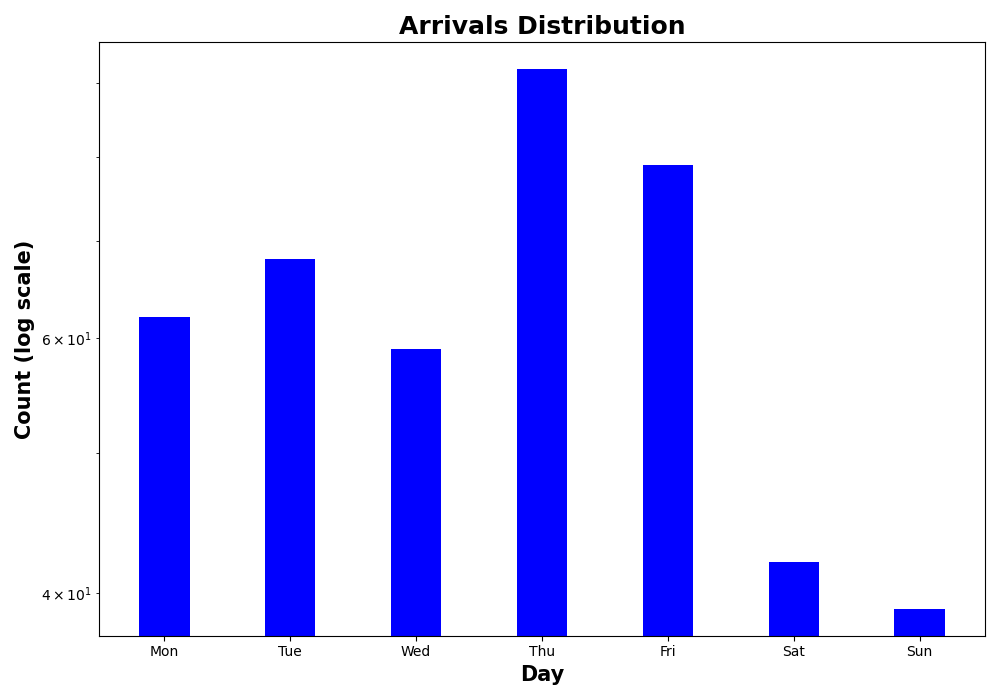 Arrivals Distribution
Count (log scale)
6 × 10¹
4 × 10¹
Mon Tue Wed Thu Fri Sat Sun
Day